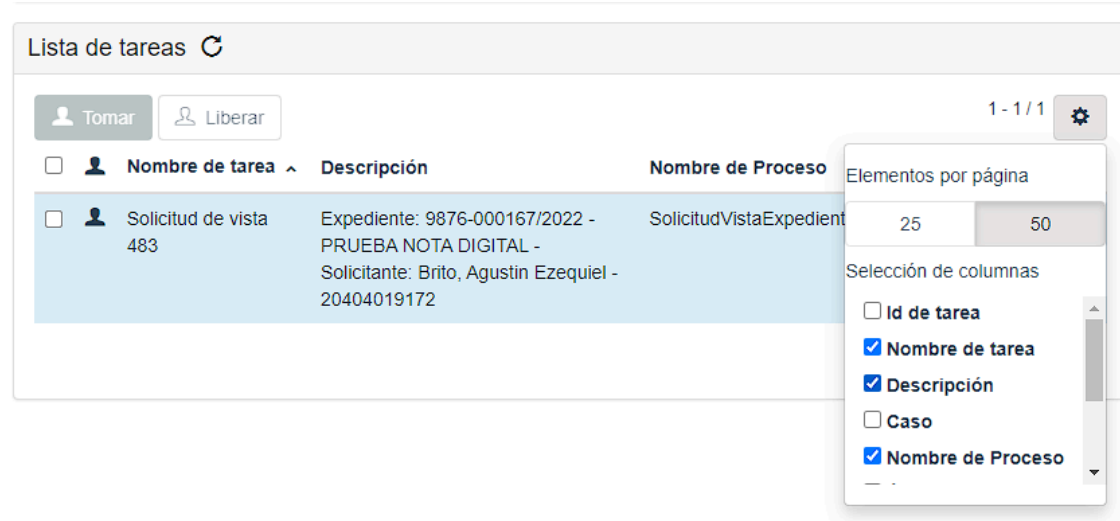 Lista de tareas
Tomar
Liberar
1 - 1 / 1
Nombre de tarea
Descripción
Nombre de Proceso
Solicitud de vista
483
Expediente: 9876-000167/2022 -
PRUEBA NOTA DIGITAL -
Solicitante: Brito, Agustin Ezequiel -
20404019172
SolicitudVistaExpedient
Elementos por página
25
50
Selección de columnas
Id de tarea
Nombre de tarea
Descripción
Caso
Nombre de Proceso